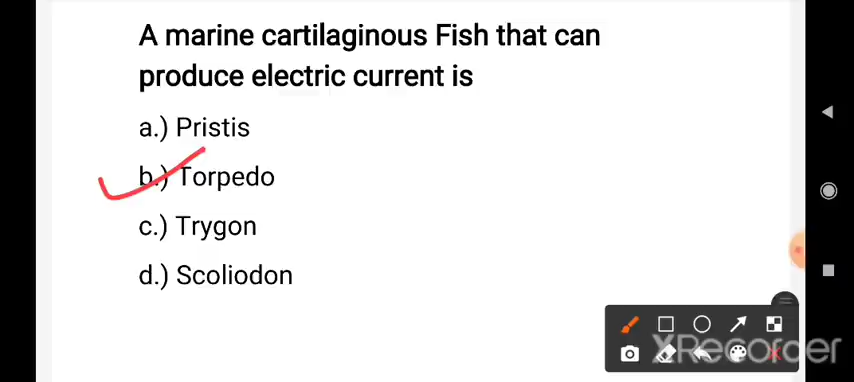 A marine cartilaginous Fish that can
produce electric current is
a.) Pristis
b.) Torpedo
c.) Trygon
d.) Scoliodon
XRecorder